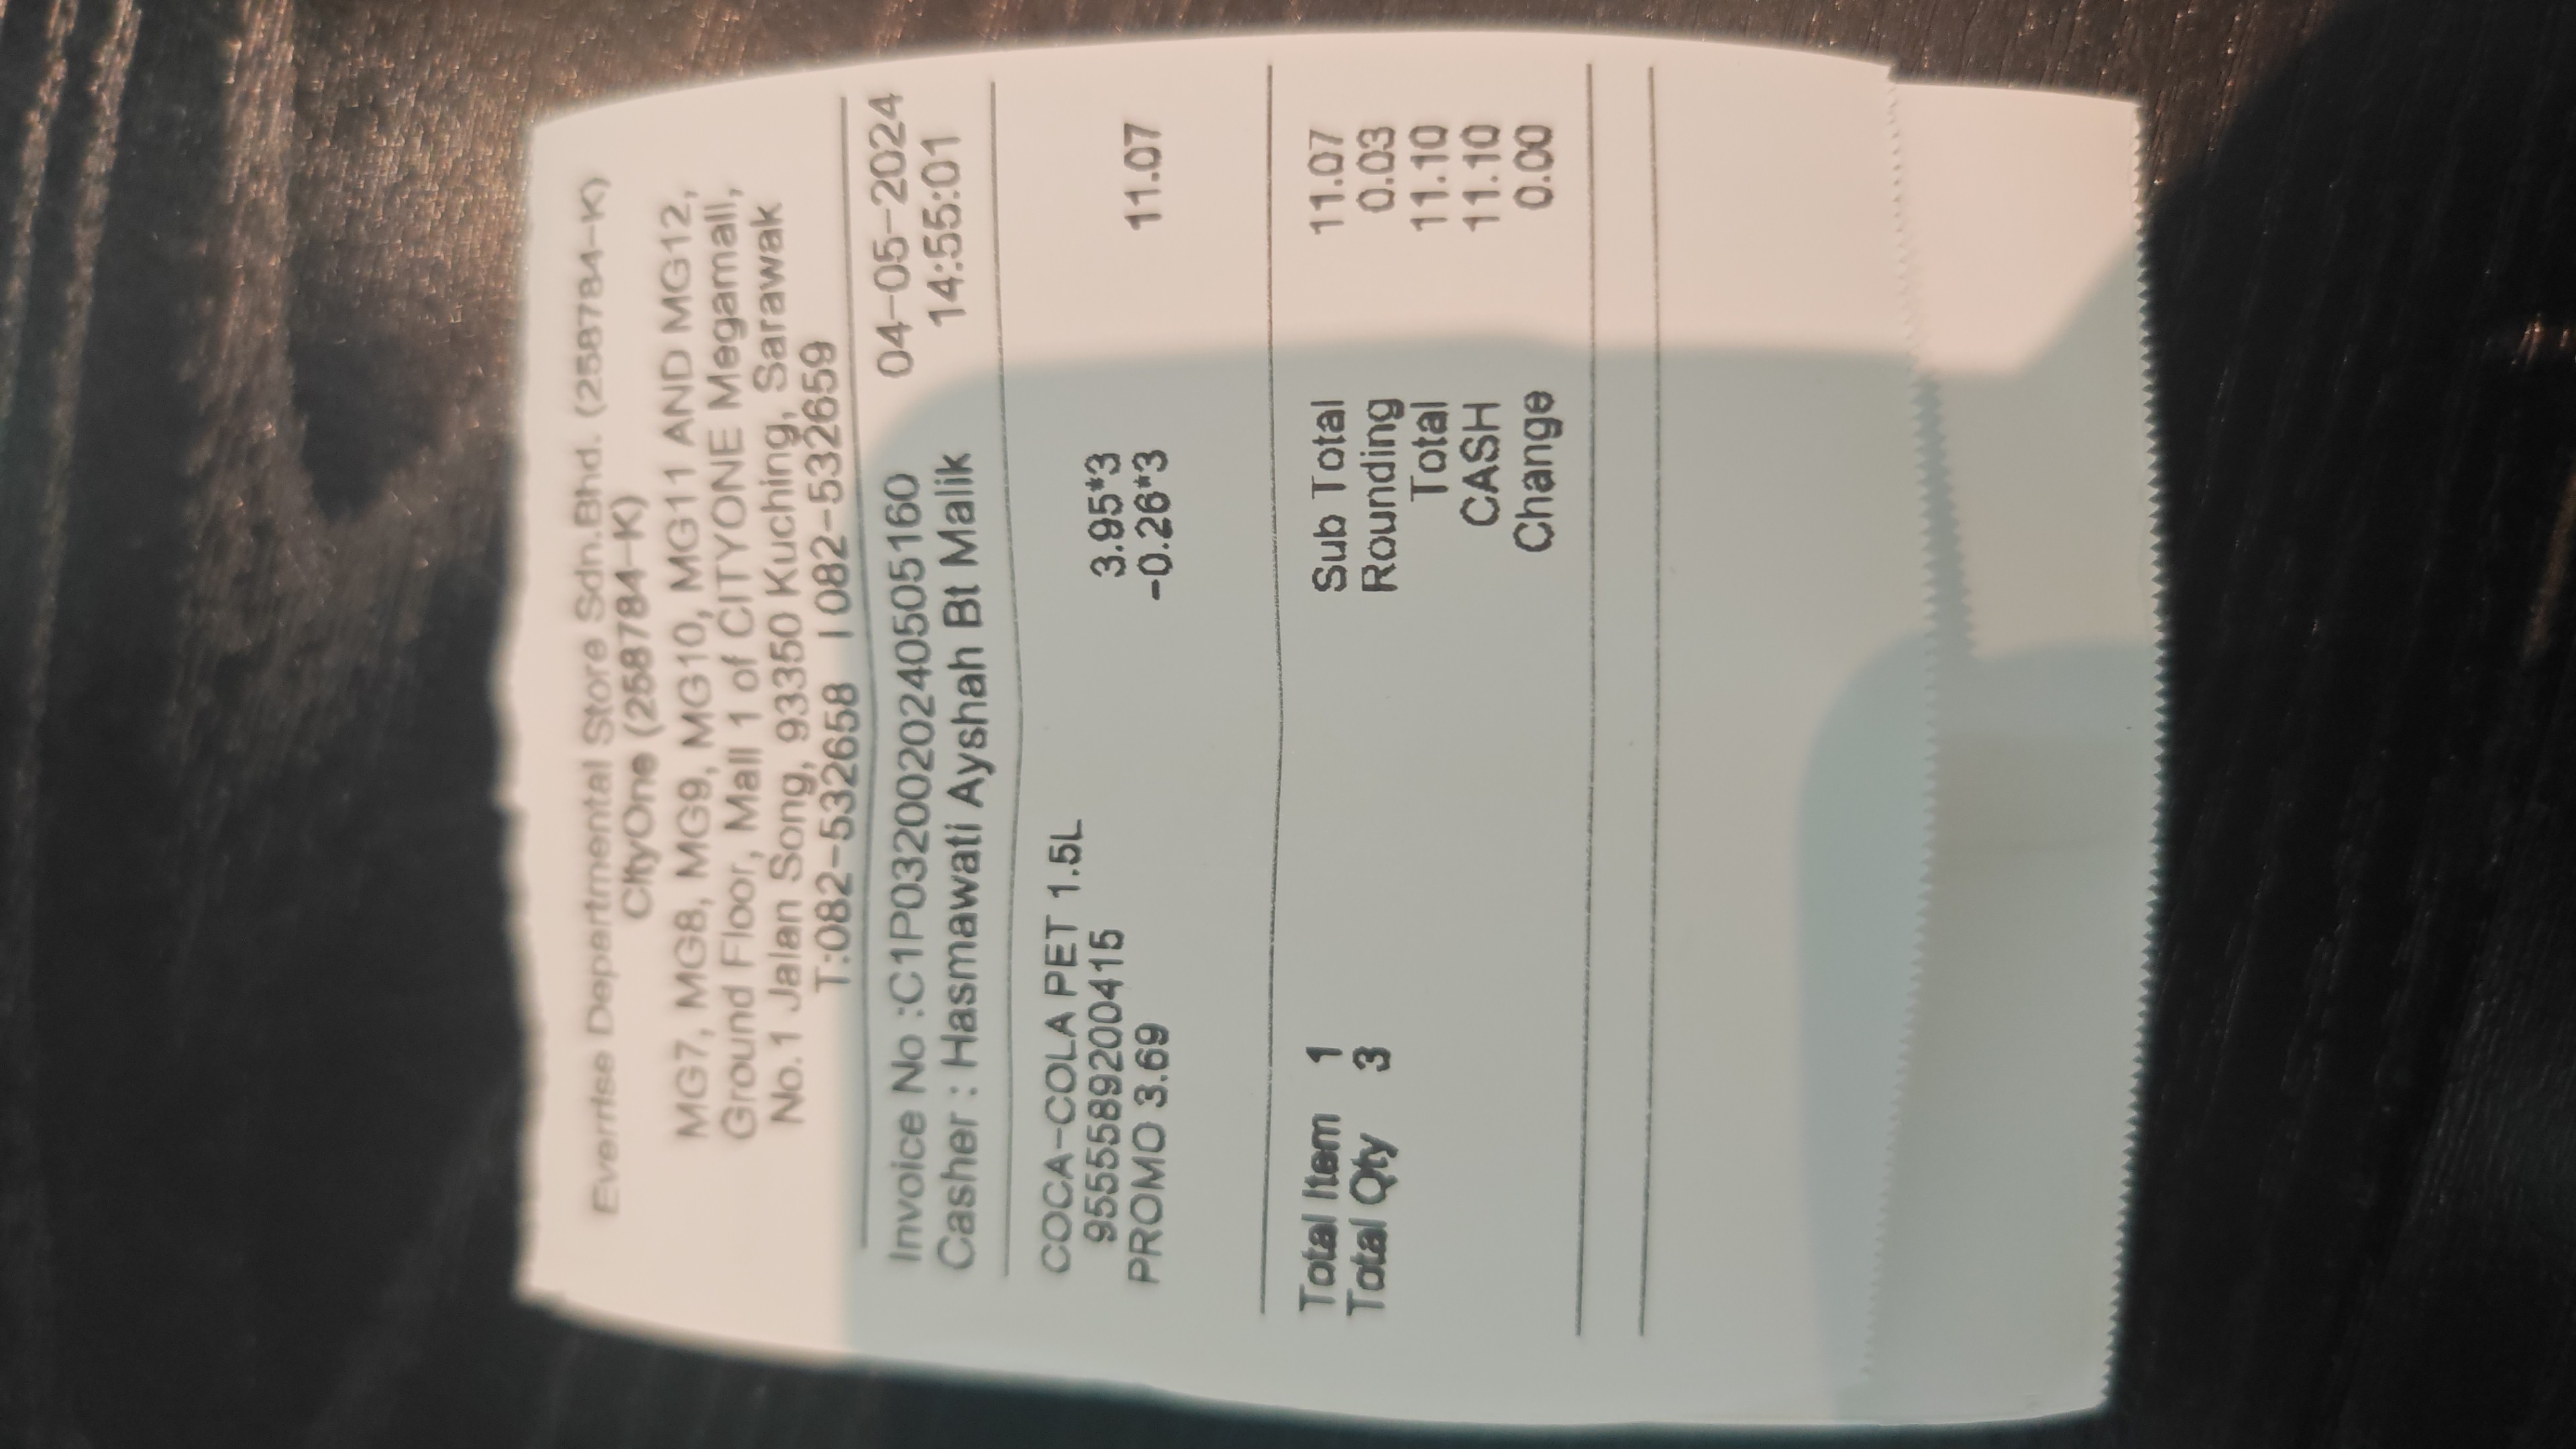 Everrise Departmental Store Sdn.Bhd. (258784-K)
CityOne (258784-K)
MG7, MG8, MG9, MG10, MG11 AND MG12,
Ground Floor, Mall 1 of CITYONE Megamall,
No.1 Jalan Song, 93350 Kuching, Sarawak
T:082-532658 | 082-532659
Invoice No :C1P0320020240505160 04-05-2024
Casher : Hasmawati Ayshah Bt Malik 14:55:01
COCA-COLA PET 1.5L
9555589200415 3.95*3
PROMO 3.69 -0.26*3 11.07
Total Item 1 Sub Total 11.07
Total Qty 3 Rounding 0.03
Total 11.10
CASH 11.10
Change 0.00